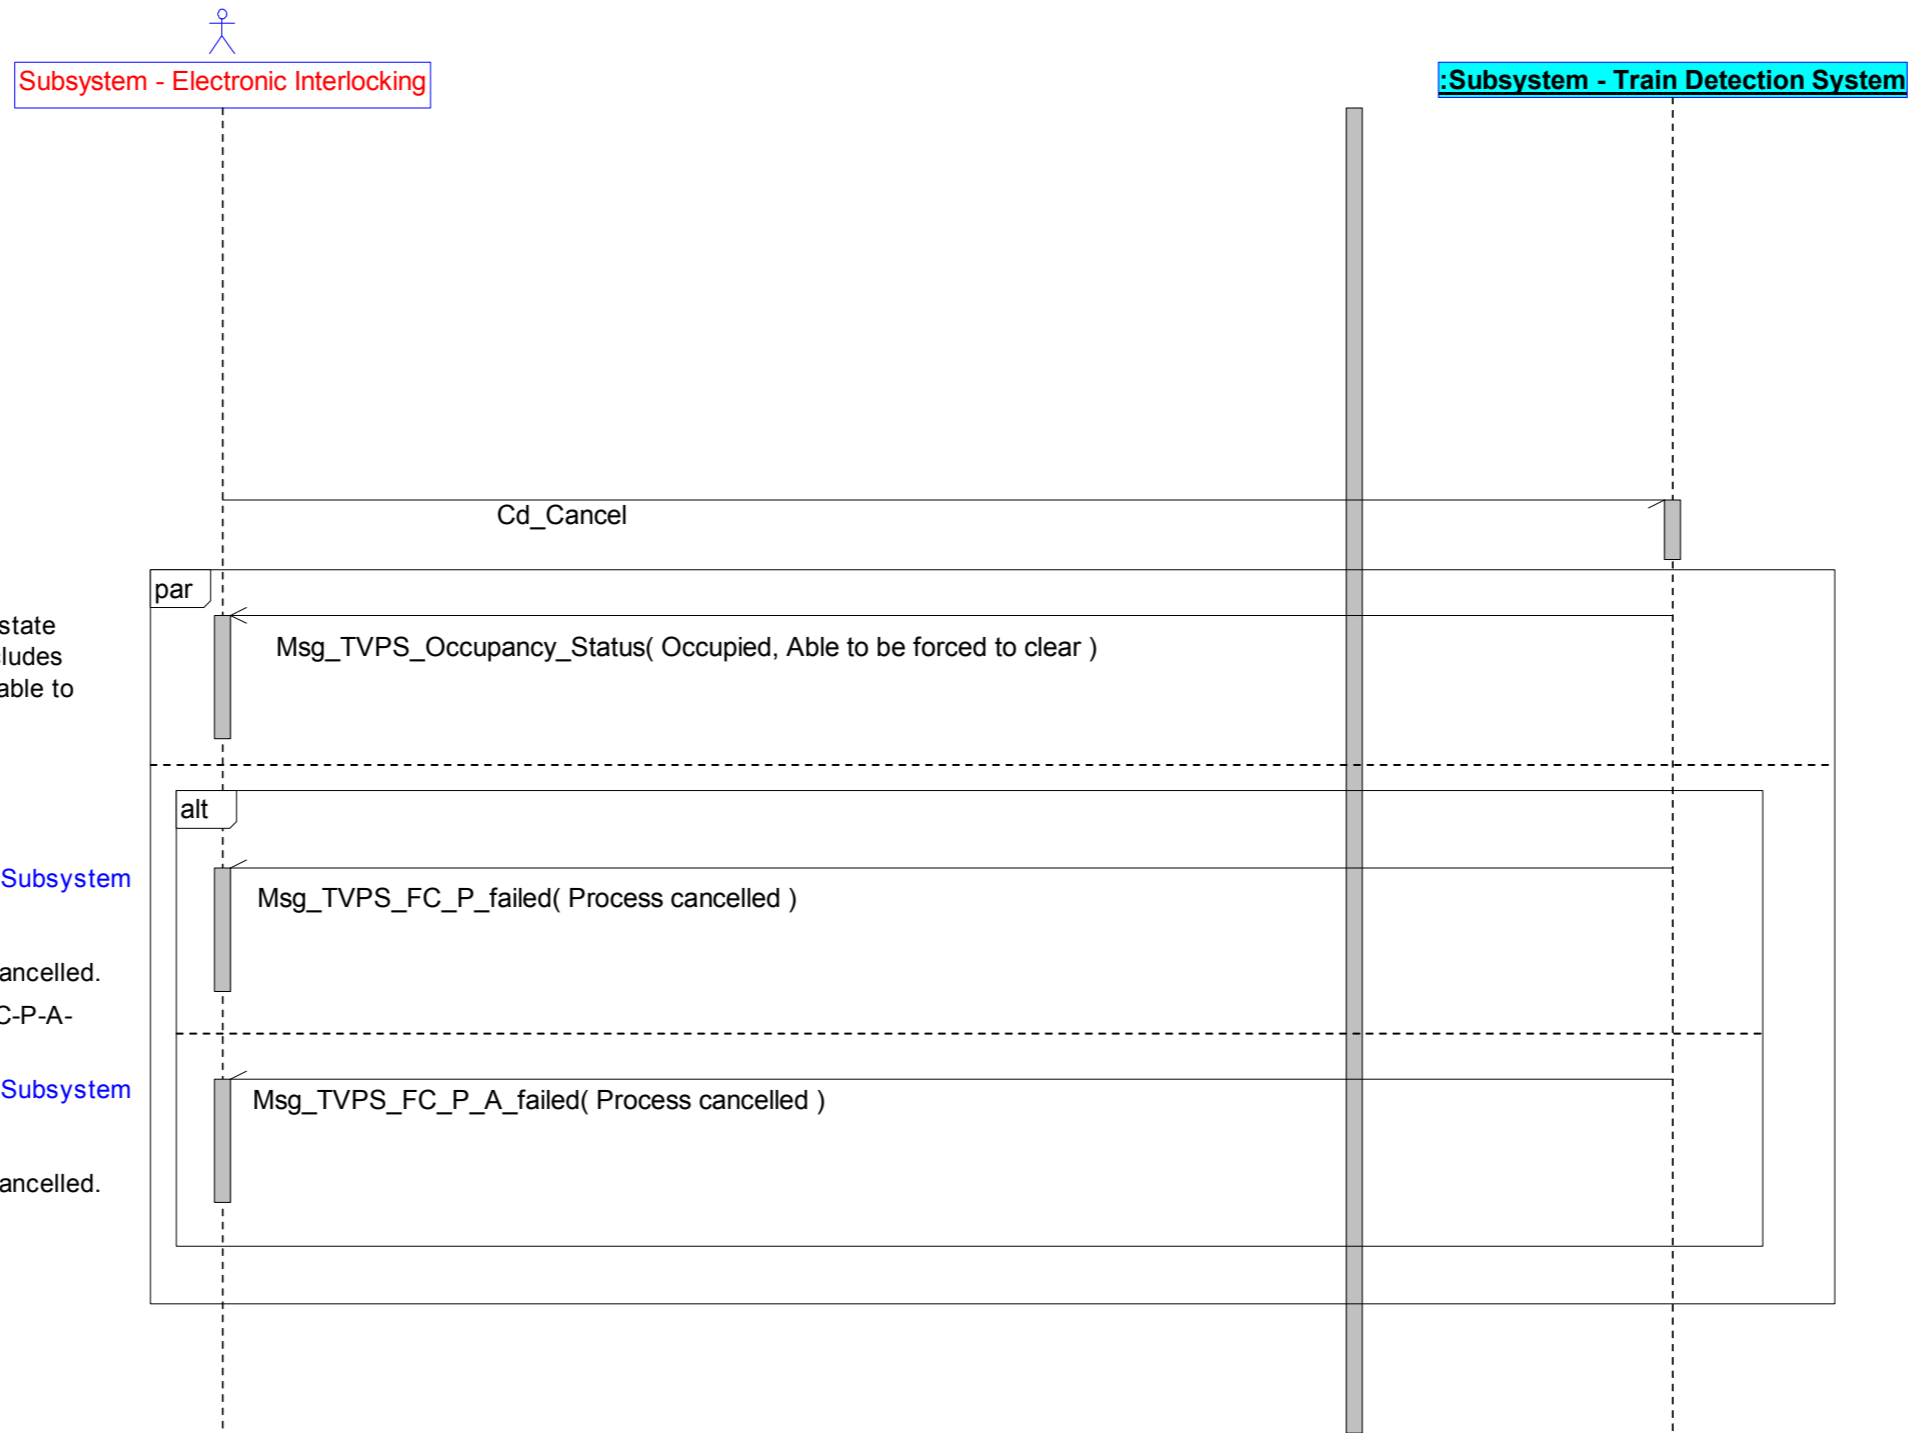 Subsystem - Electronic Interlocking
:Subsystem - Train Detection System
Cd_Cancel
par
state
Msg_TVPS_Occupancy_Status( Occupied, Able to be forced to clear )
cludes
able to
alt
Subsystem
Msg_TVPS_FC_P_failed( Process cancelled )
ancelled.
C-P-A-
Subsystem
Msg_TVPS_FC_P_A_failed( Process cancelled )
ancelled.